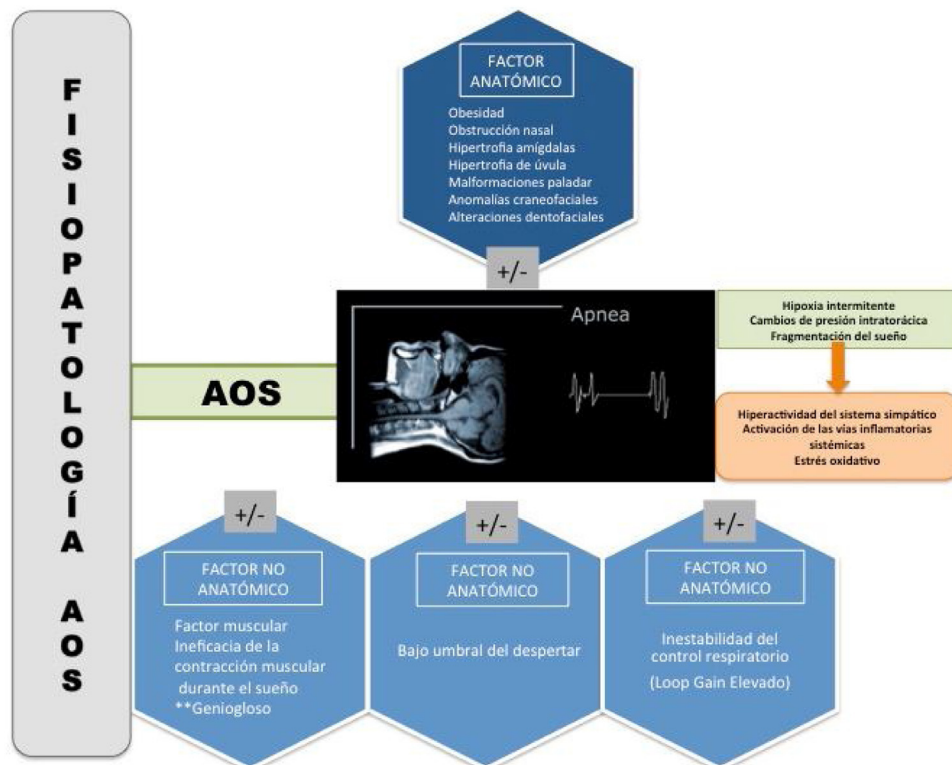 FISIOPATOLOGÍA AOS
FACTOR
ANATÓMICO
Obesidad
Obstrucción nasal
Hipertrofia amígdalas
Hipertrofia de úvula
Malformaciones paladar
Anomalías craneofaciales
Alteraciones dentofaciales
+/-
AOS
Apnea
Hipoxia intermitente
Cambios de presión intratorácica
Fragmentación del sueño
Hiperactividad del sistema simpático
Activación de las vías inflamatorias
sistémicas
Estrés oxidativo
+/-
FACTOR NO
ANATÓMICO
Factor muscular
Ineficacia de la
contracción muscular
durante el sueño
**Geniogloso
+/-
FACTOR NO
ANATÓMICO
Bajo umbral del despertar
+/-
FACTOR NO
ANATÓMICO
Inestabilidad del
control respiratorio
(Loop Gain Elevado)